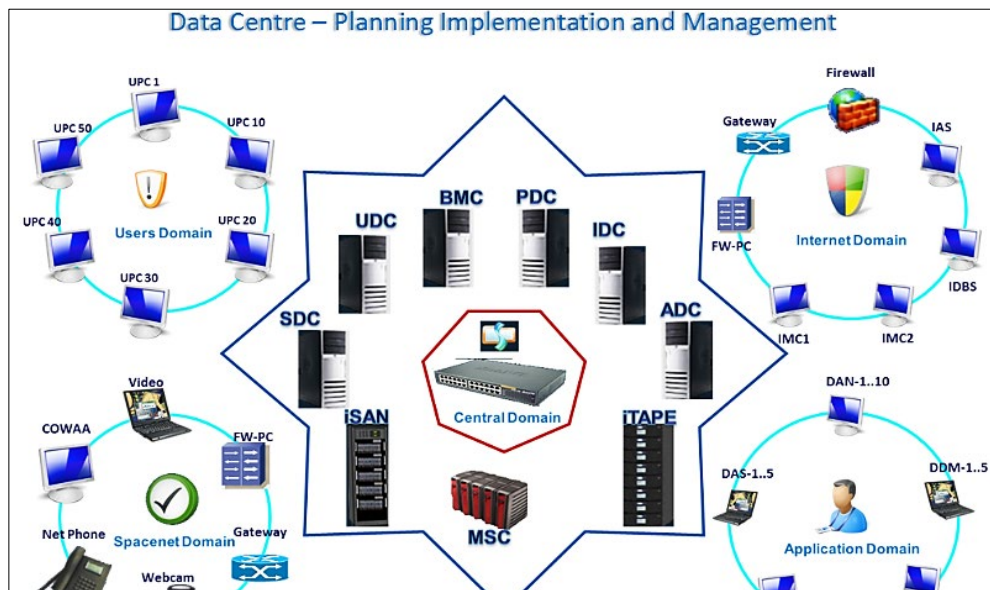 Data Centre – Planning Implementation and Management
UPC 1
UPC 50
UPC 10
UPC 40
UPC 20
Users Domain
UPC 30
Firewall
Gateway
IAS
FW-PC
Internet Domain
IDBS
IMC1
IMC2
BMC
PDC
UDC
IDC
SDC
ADC
Central Domain
iSAN
iTAPE
MSC
Video
COWAA
FW-PC
Net Phone
Spacenet Domain
Gateway
Webcam
DAN-1..10
DAS-1..5
DDM-1..5
Application Domain